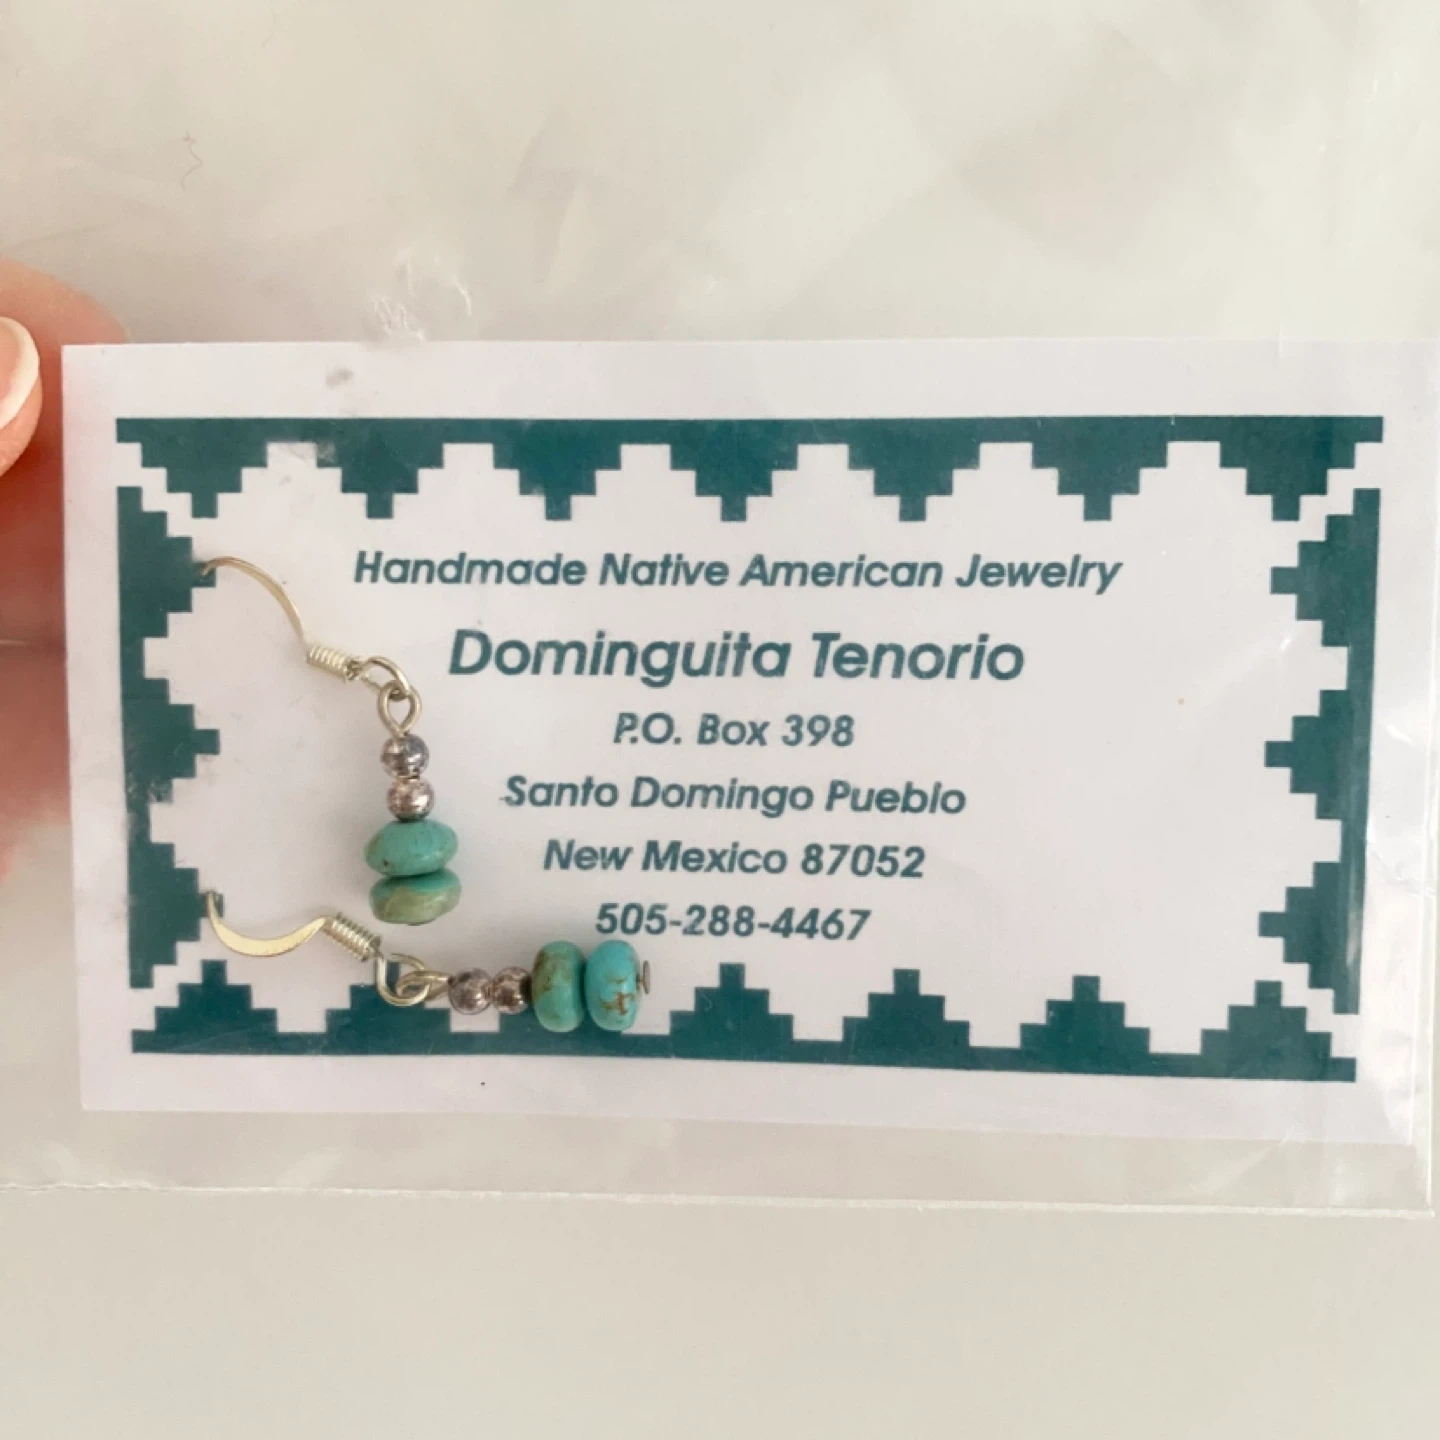 Handmade Native American Jewelry
Dominguita Tenorio
P.O. Box 398
Santo Domingo Pueblo
New Mexico 87052
505-288-4467